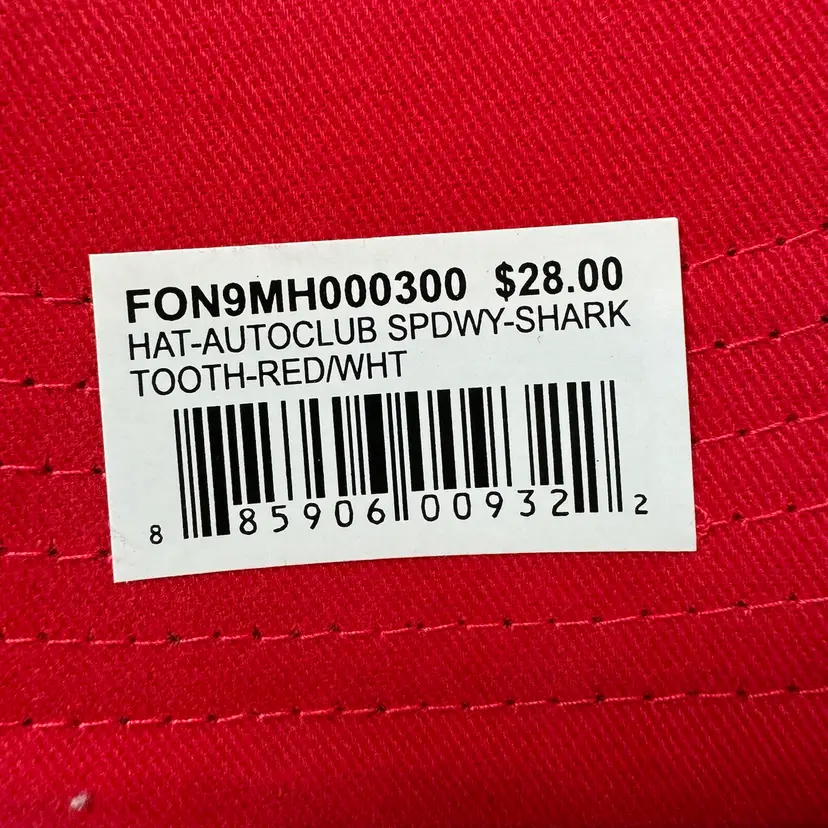 FON9MH000300 $28.00
HAT-AUTOCLUB SPDWY-SHARK
TOOTH-RED/WHT
8 85906 00932 2